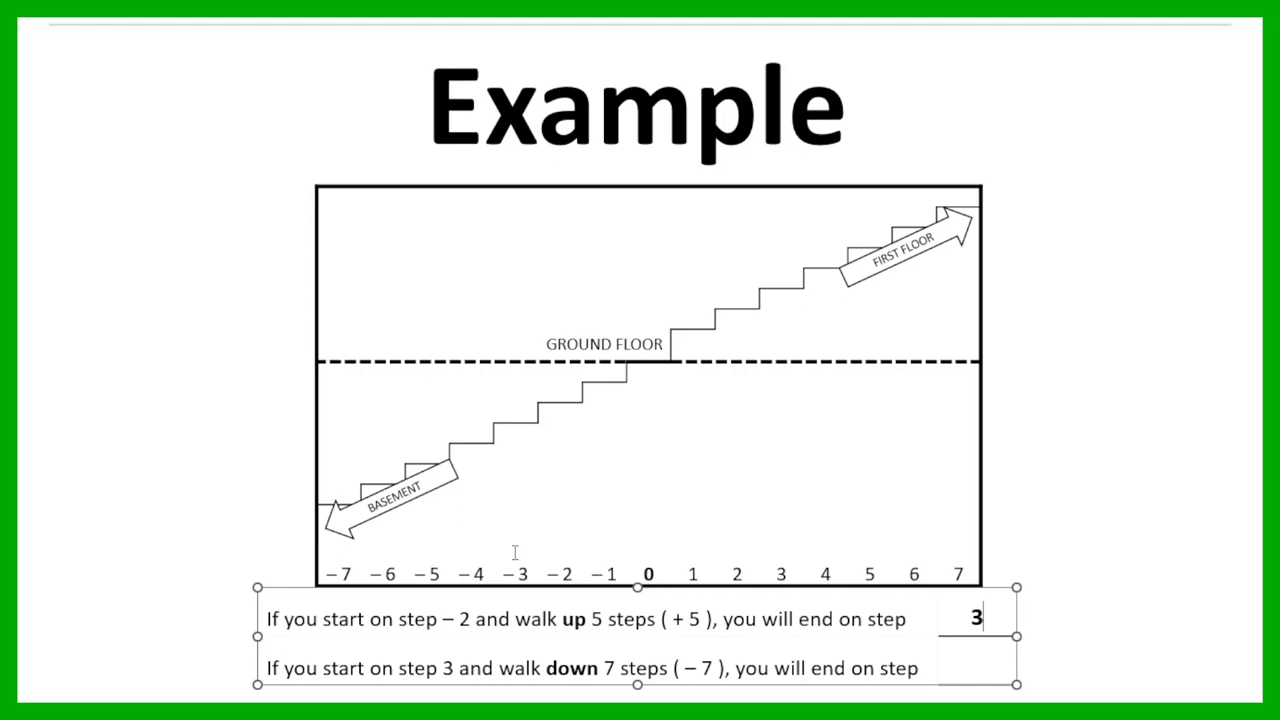 Example
FIRST FLOOR
GROUND FLOOR
BASEMENT
– 7 – 6 – 5 – 4 – 3 – 2 – 1 0 1 2 3 4 5 6 7
If you start on step – 2 and walk up 5 steps ( + 5 ), you will end on step 3
If you start on step 3 and walk down 7 steps ( – 7 ), you will end on step